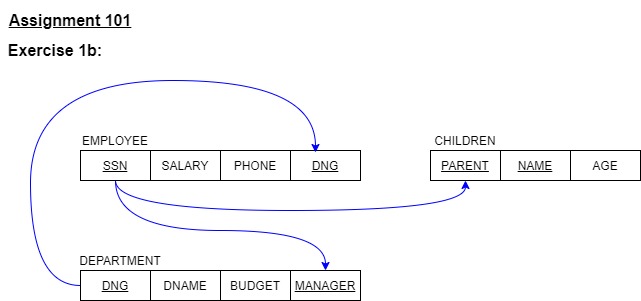 Assignment 101
Exercise 1b:
EMPLOYEE CHILDREN
SSN SALARY PHONE DNG PARENT NAME AGE
DEPARTMENT
DNG DNAME BUDGET MANAGER